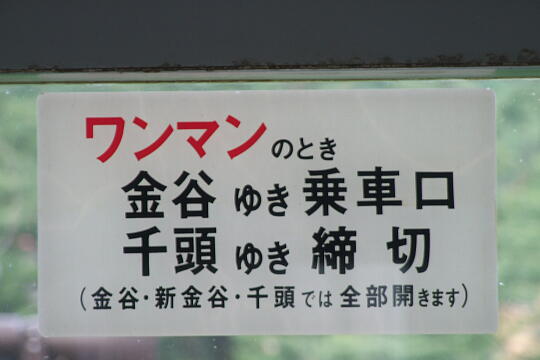 ワンマンのとき
金谷ゆき乗車口
千頭ゆき締切
(金谷・新金谷・千頭では全部開きます)